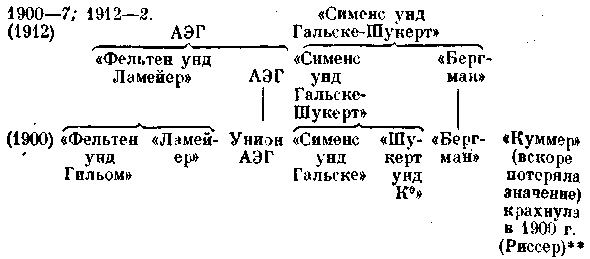 1900—7; 1912—2.
(1912) АЭГ «Сименс унд
Гальске-Шукерт»
«Фельтен унд «Сименс «Берг-
Ламейер» АЭГ унд ман»
Гальске-
Шукерт»
(1900) «Фельтен «Ламей- Унион «Сименс «Шу- «Берг- «Куммер»
унд ер» АЭГ унд керт ман» (вскоре
Гильом» Гальске» унд потеряла
К⁰» значение)
крахнула
в 1900 г.
(Риссер)**